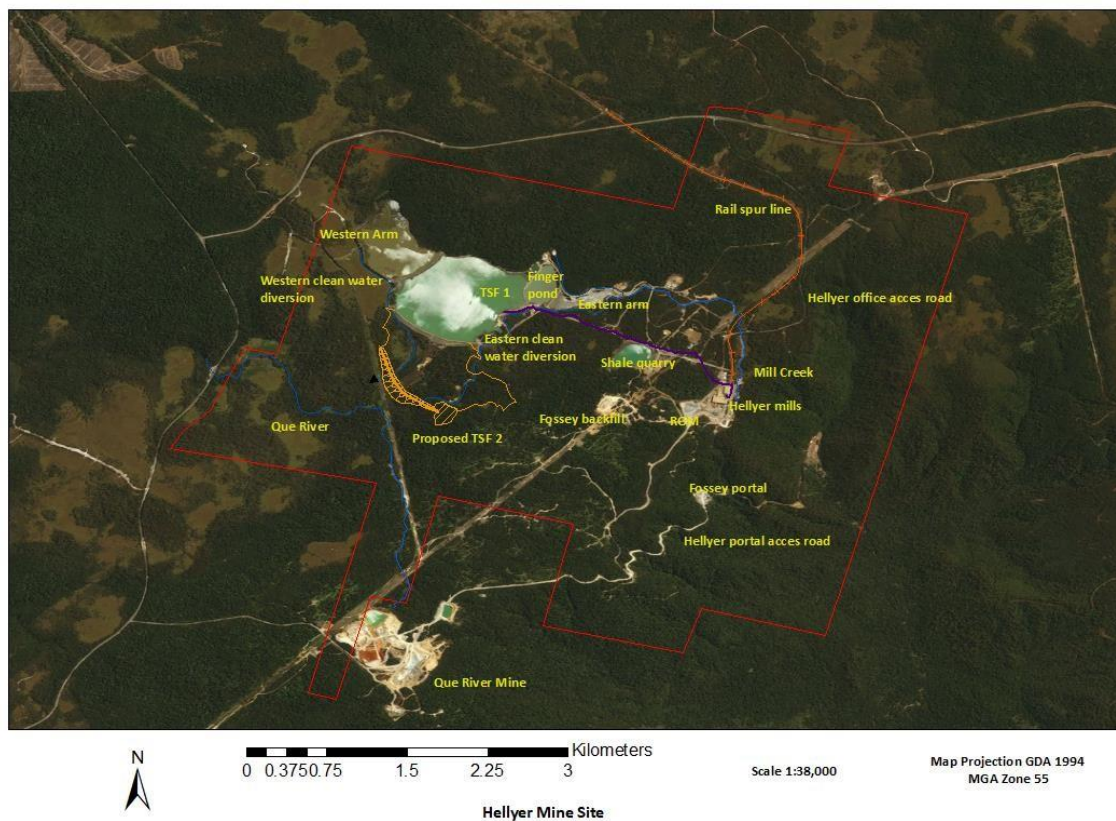 Rail spur line
Western Arm
Western clean water
diversion
TSF 1
Finger
pond
Eastern arm
Hellyer office acces road
Eastern clean
water diversion
Shale quarry
Mill Creek
Hellyer mills
Que River
Proposed TSF 2
Fossey backfill
ROM
Fossey portal
Hellyer portal acces road
Que River Mine
N
Kilometers
0 0.375 0.75 1.5 2.25 3
Scale 1:38,000
Map Projection GDA 1994
MGA Zone 55
Hellyer Mine Site